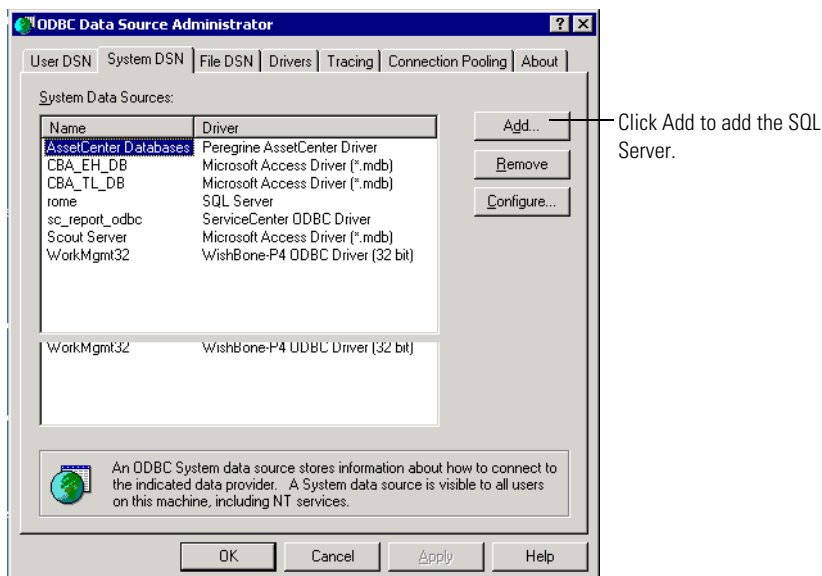 ODBC Data Source Administrator
User DSN System DSN File DSN Drivers Tracing Connection Pooling About
System Data Sources:
Name Driver
AssetCenter Databases Peregrine AssetCenter Driver
CBA_EH_DB Microsoft Access Driver (*.mdb)
CBA_TL_DB Microsoft Access Driver (*.mdb)
rome SQL Server
sc_report_odbc ServiceCenter ODBC Driver
Scout Server Microsoft Access Driver (*.mdb)
WorkMgmt32 WishBone-P4 ODBC Driver (32 bit)
WorkMgmt32 WishBone-P4 ODBC Driver (32 bit)
Add...
Remove
Configure...
Click Add to add the SQL
Server.
An ODBC System data source stores information about how to connect to
the indicated data provider. A System data source is visible to all users
on this machine, including NT services.
OK Cancel Apply Help